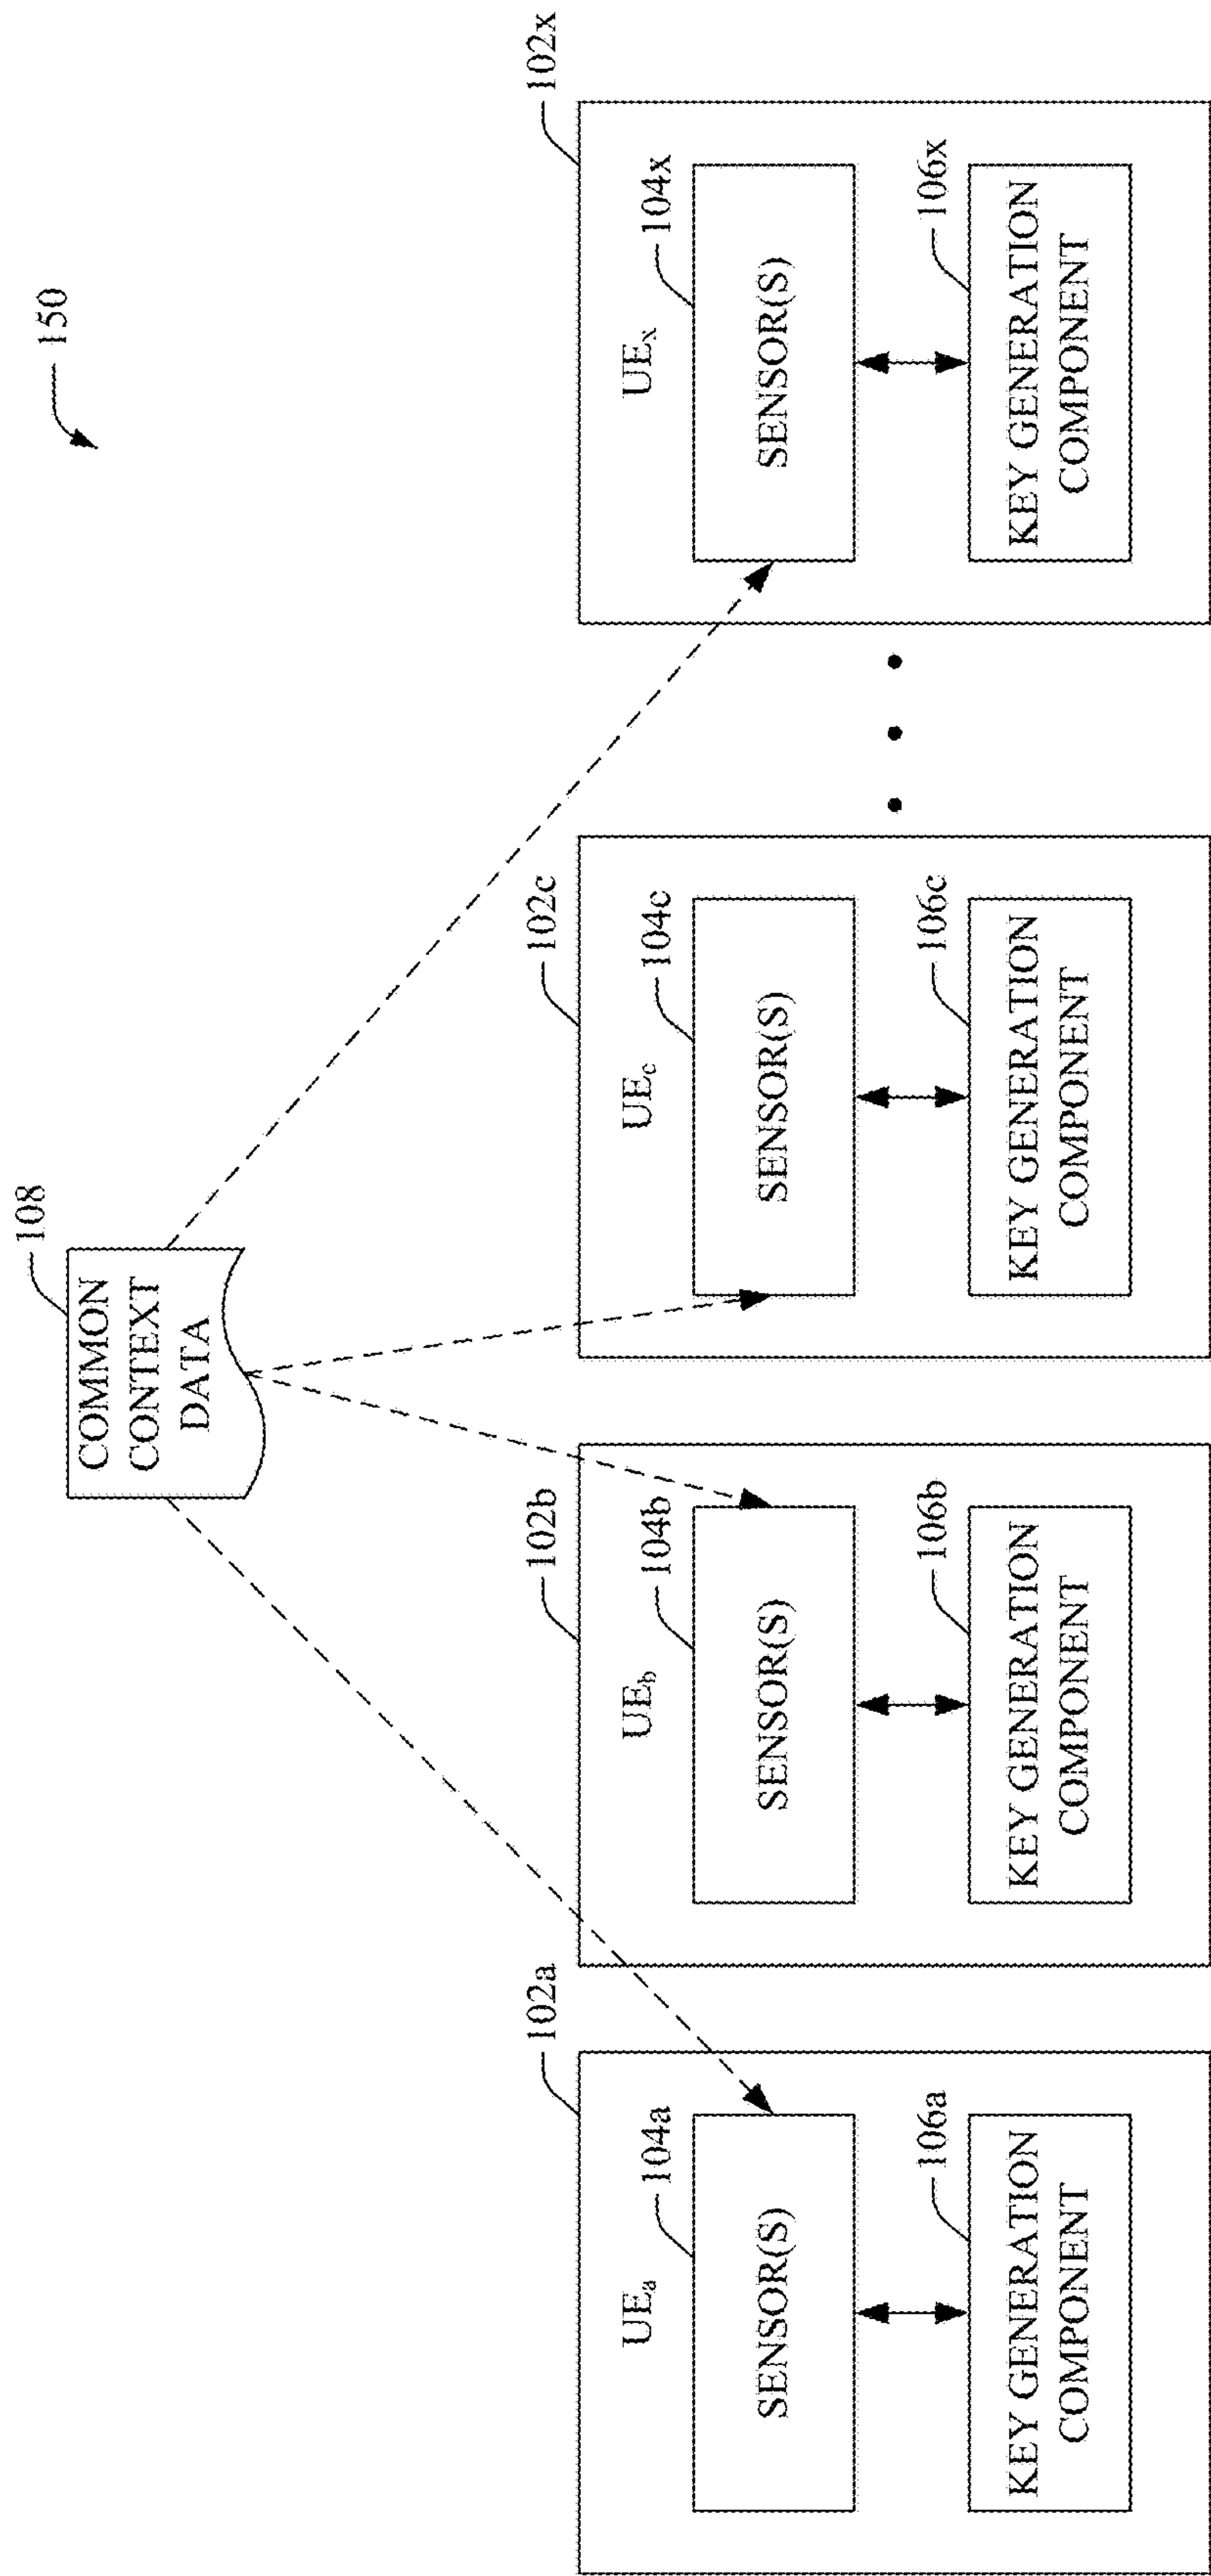 150
108
COMMON
CONTEXT
DATA
102a
UEa
104a
SENSOR(S)
106a
KEY GENERATION
COMPONENT
102b
UEb
104b
SENSOR(S)
106b
KEY GENERATION
COMPONENT
102c
UEc
104c
SENSOR(S)
106c
KEY GENERATION
COMPONENT
102x
UEx
104x
SENSOR(S)
106x
KEY GENERATION
COMPONENT